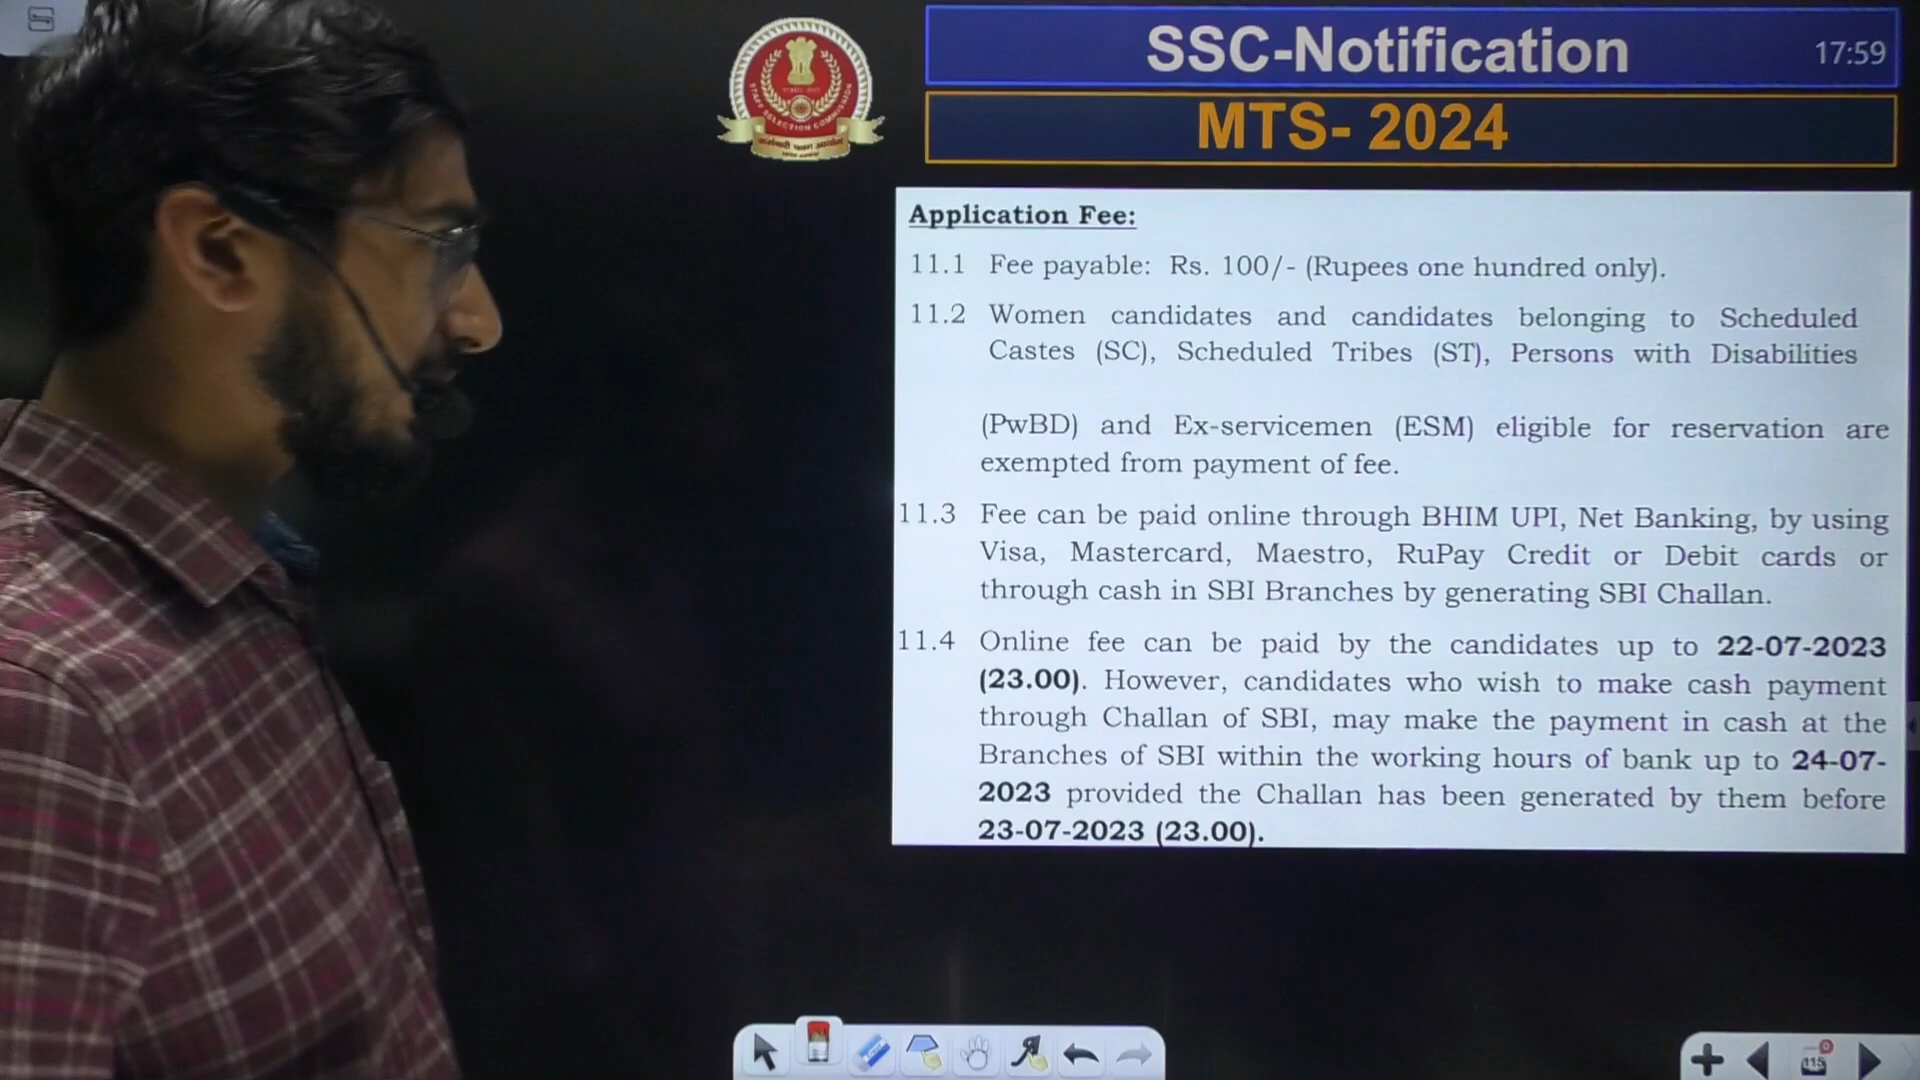 SSC-Notification
17:59
MTS- 2024
STAFF SELECTION COMMISSION
Application Fee:
11.1 Fee payable: Rs. 100/- (Rupees one hundred only).
11.2 Women candidates and candidates belonging to Scheduled
Castes (SC), Scheduled Tribes (ST), Persons with Disabilities
(PwBD) and Ex-servicemen (ESM) eligible for reservation are
exempted from payment of fee.
11.3 Fee can be paid online through BHIM UPI, Net Banking, by using
Visa, Mastercard, Maestro, RuPay Credit or Debit cards or
through cash in SBI Branches by generating SBI Challan.
11.4 Online fee can be paid by the candidates up to 22-07-2023
(23.00). However, candidates who wish to make cash payment
through Challan of SBI, may make the payment in cash at the
Branches of SBI within the working hours of bank up to 24-07-
2023 provided the Challan has been generated by them before
23-07-2023 (23.00).
115